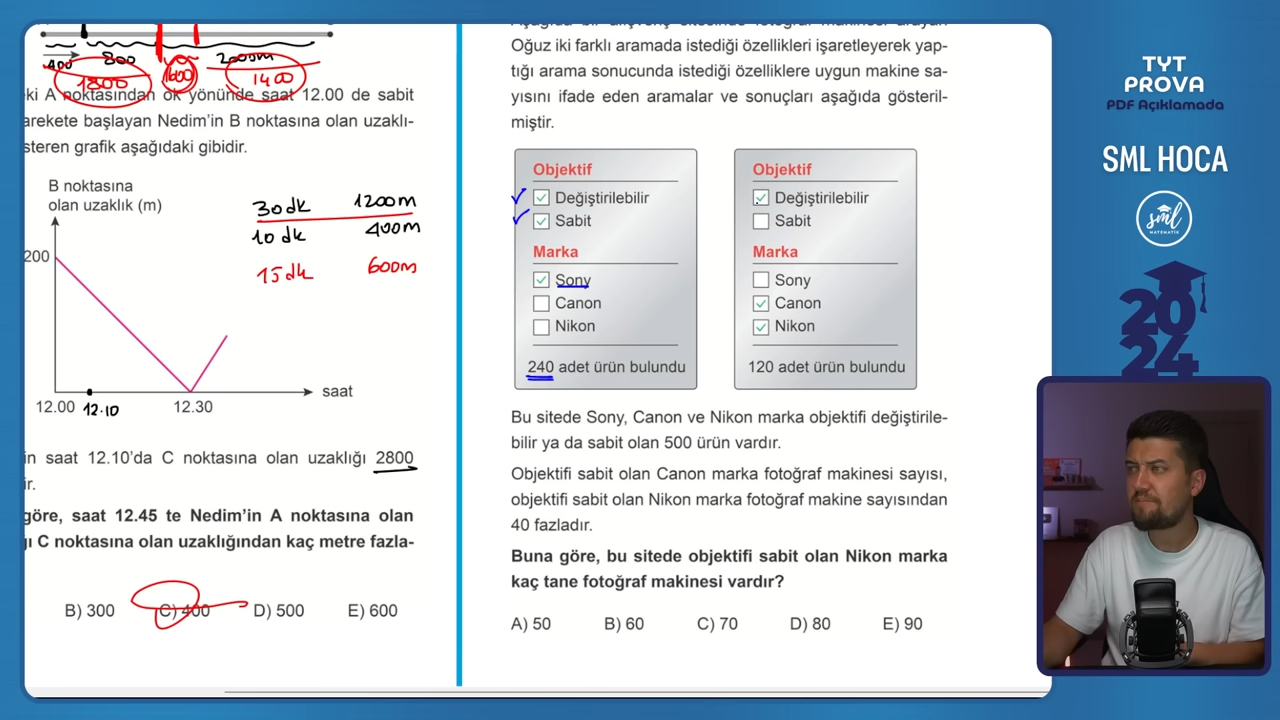 400 800 2000m
1800 1600 1400
ki A noktasından ok yönünde saat 12.00 de sabit
arekete başlayan Nedim'in B noktasına olan uzaklı-
steren grafik aşağıdaki gibidir.
B noktasına
olan uzaklık (m)
30dk 1200m
10 dk 400m
15dk 600m
200
saat
12.00 12.10 12.30
in saat 12.10'da C noktasına olan uzaklığı 2800
ir.
göre, saat 12.45 te Nedim'in A noktasına olan
ı C noktasına olan uzaklığından kaç metre fazla-
B) 300 C) 400 D) 500 E) 600
Oğuz iki farklı aramada istediği özellikleri işaretleyerek yap-
tığı arama sonucunda istediği özelliklere uygun makine sa-
yısını ifade eden aramalar ve sonuçları aşağıda gösteril-
miştir.
Objektif
Değiştirilebilir
Sabit
Marka
Sony
Canon
Nikon
240 adet ürün bulundu
Objektif
Değiştirilebilir
Sabit
Marka
Sony
Canon
Nikon
120 adet ürün bulundu
Bu sitede Sony, Canon ve Nikon marka objektifi değiştirile-
bilir ya da sabit olan 500 ürün vardır.
Objektifi sabit olan Canon marka fotoğraf makinesi sayısı,
objektifi sabit olan Nikon marka fotoğraf makine sayısından
40 fazladır.
Buna göre, bu sitede objektifi sabit olan Nikon marka
kaç tane fotoğraf makinesi vardır?
A) 50 B) 60 C) 70 D) 80 E) 90
TYT
PROVA
PDF Açıklamada
SML HOCA
sml
MATEMATİK
20
24